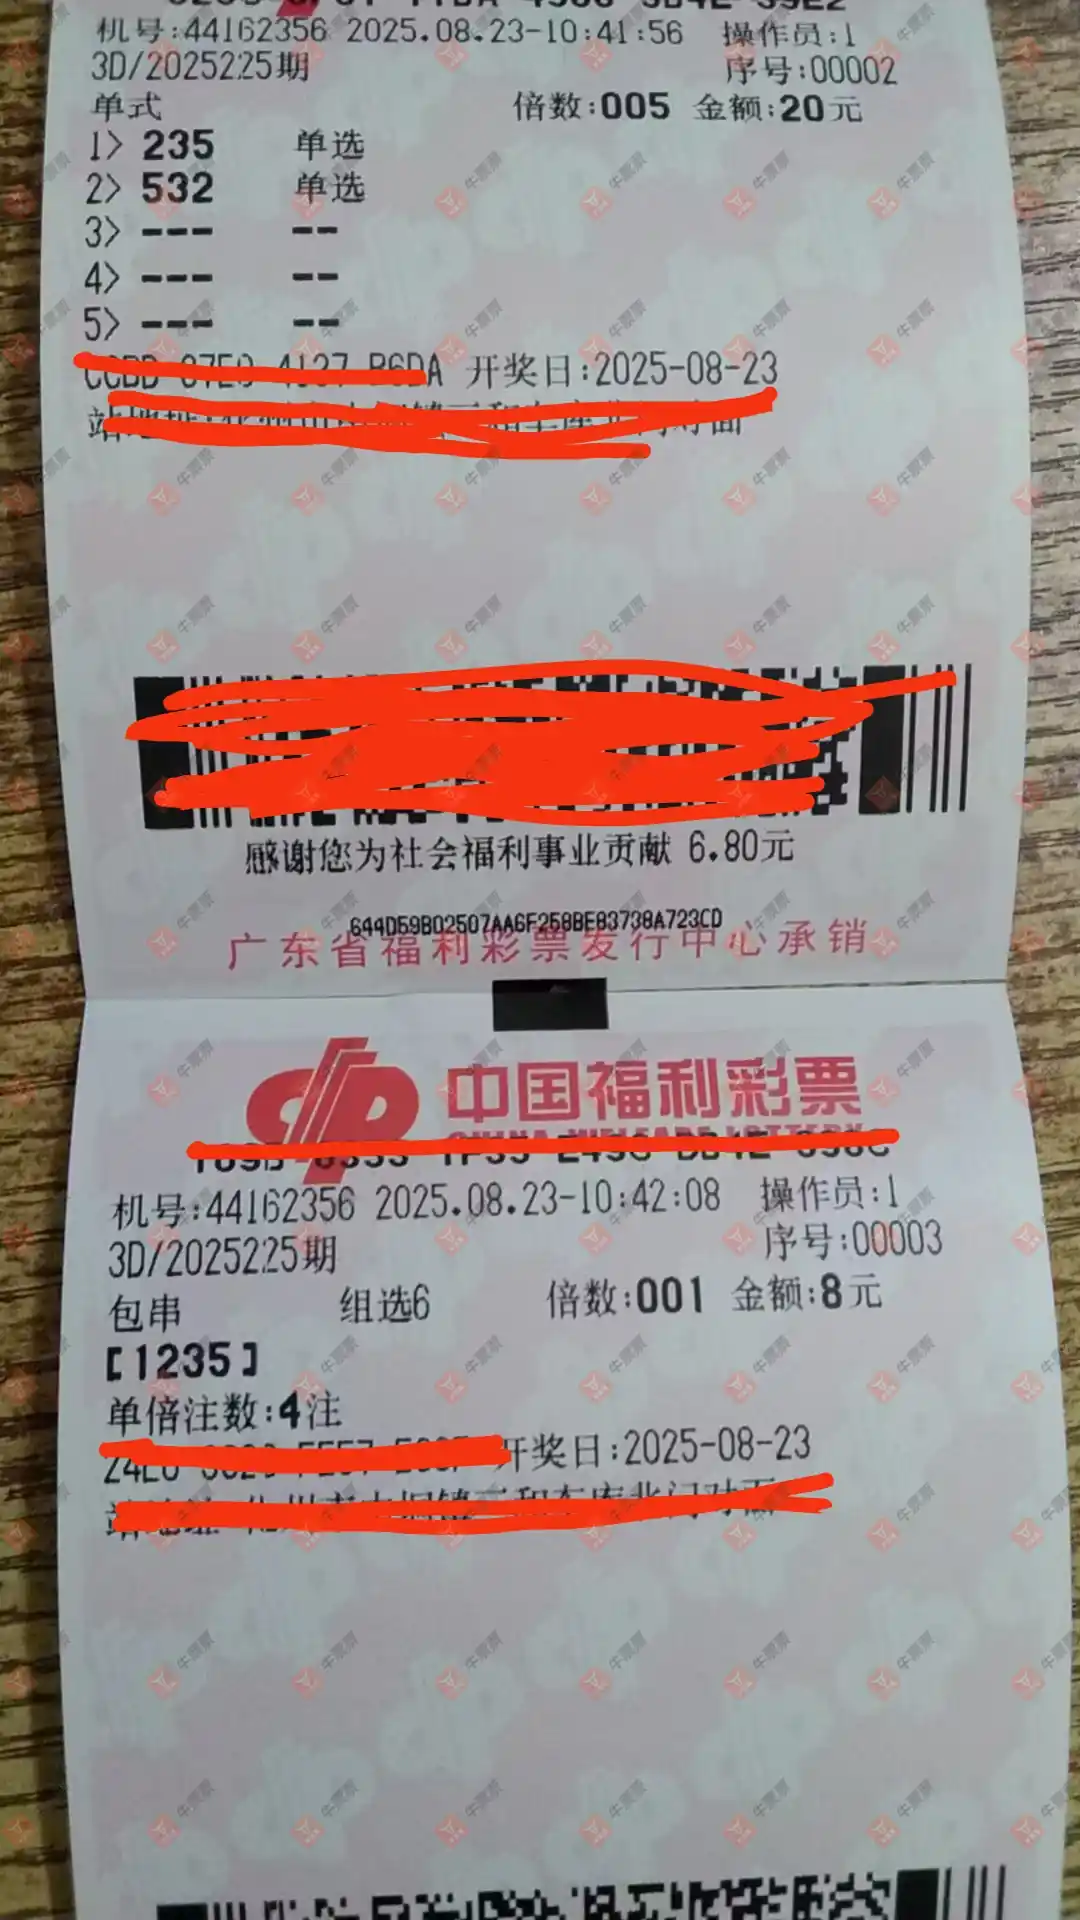 机号:44162356 2025.08.23-10:41:56 操作员:1
3D/2025225期 序号:00002
单式 倍数:005 金额:20元
1> 235 单选
2> 532 单选
3> --- --
4> --- --
5> --- --
开奖日:2025-08-23
感谢您为社会福利事业贡献 6.80元
644D59B02507AA6F258BE83738A723CD
广东省福利彩票发行中心承销
中国福利彩票
机号:44162356 2025.08.23-10:42:08 操作员:1
3D/2025225期 序号:00003
包串 组选6 倍数:001 金额:8元
[1235]
单倍注数:4注
开奖日:2025-08-23
牛票票